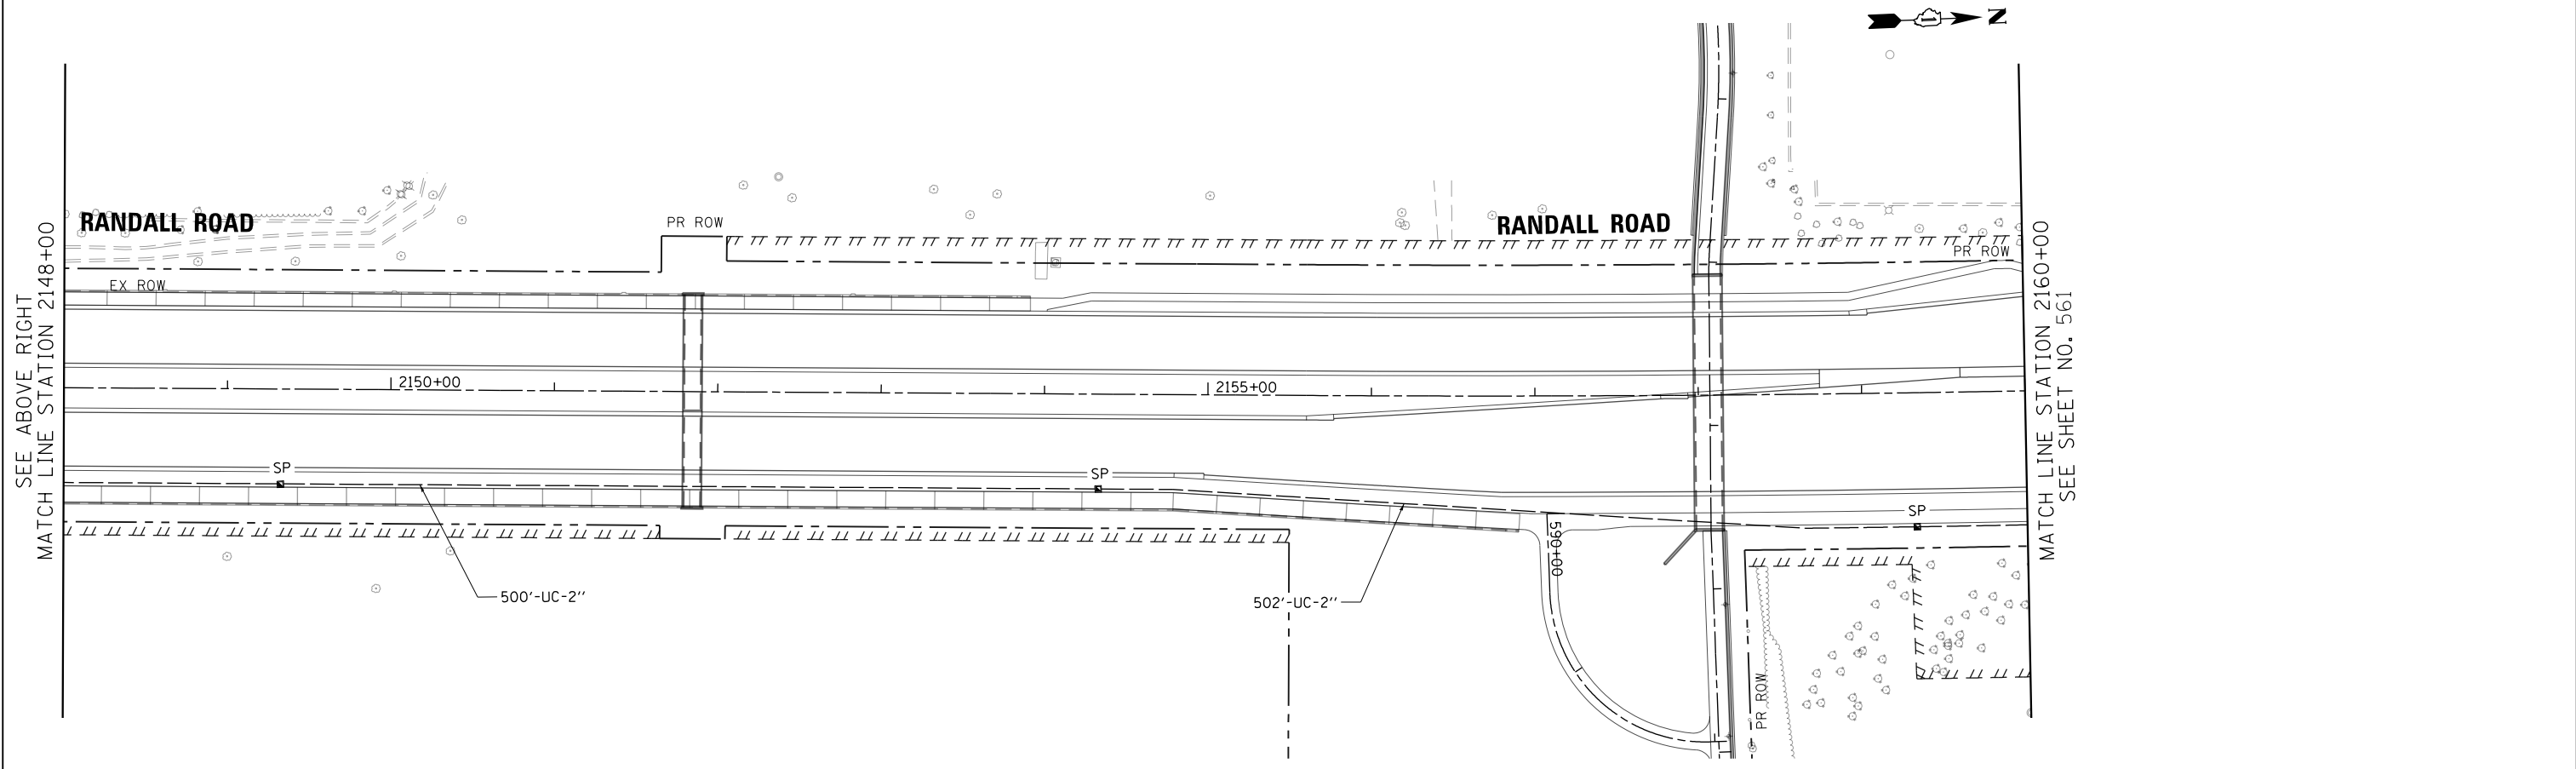 N
RANDALL ROAD
PR ROW
RANDALL ROAD
PR ROW
EX ROW
SEE ABOVE RIGHT
MATCH LINE STATION 2148+00
MATCH LINE STATION 2160+00
SEE SHEET NO. 561
2150+00
2155+00
SP
SP
SP
590+00
500'-UC-2''
502'-UC-2''
PR ROW